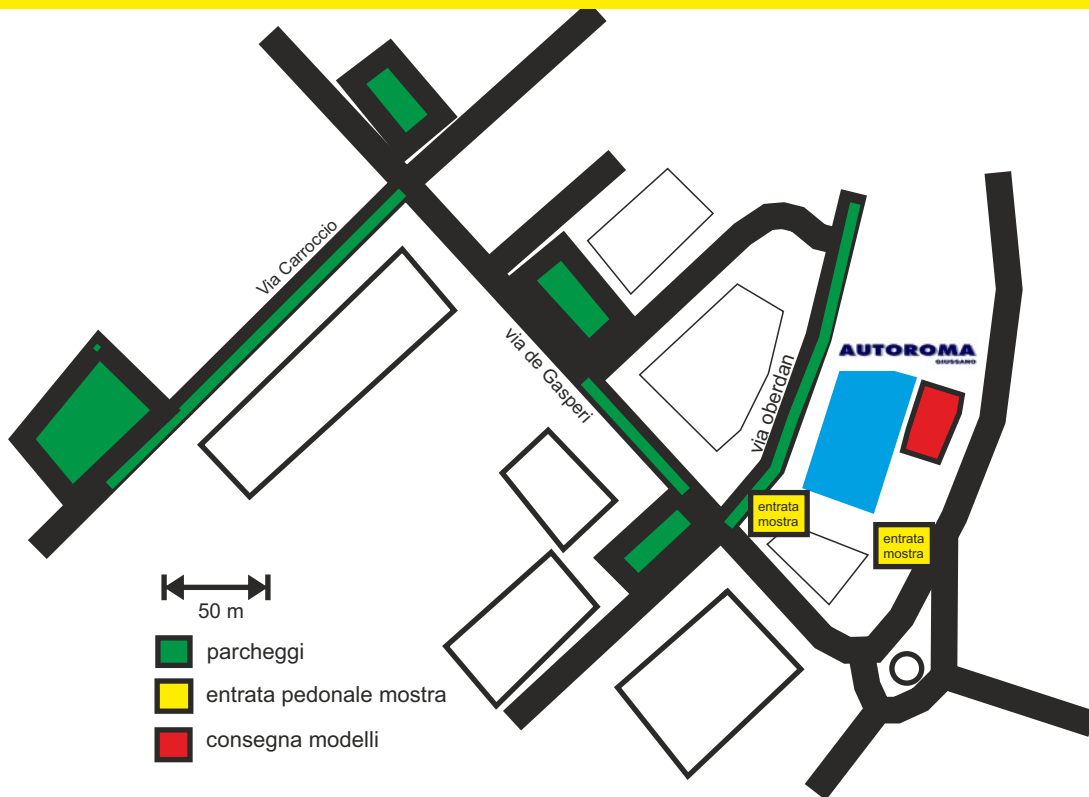 Via Carroccio
via de Gasperi
via oberdan
AUTOROMA
GIUSSANO
entrata
mostra
entrata
mostra
50 m
parcheggi
entrata pedonale mostra
consegna modelli